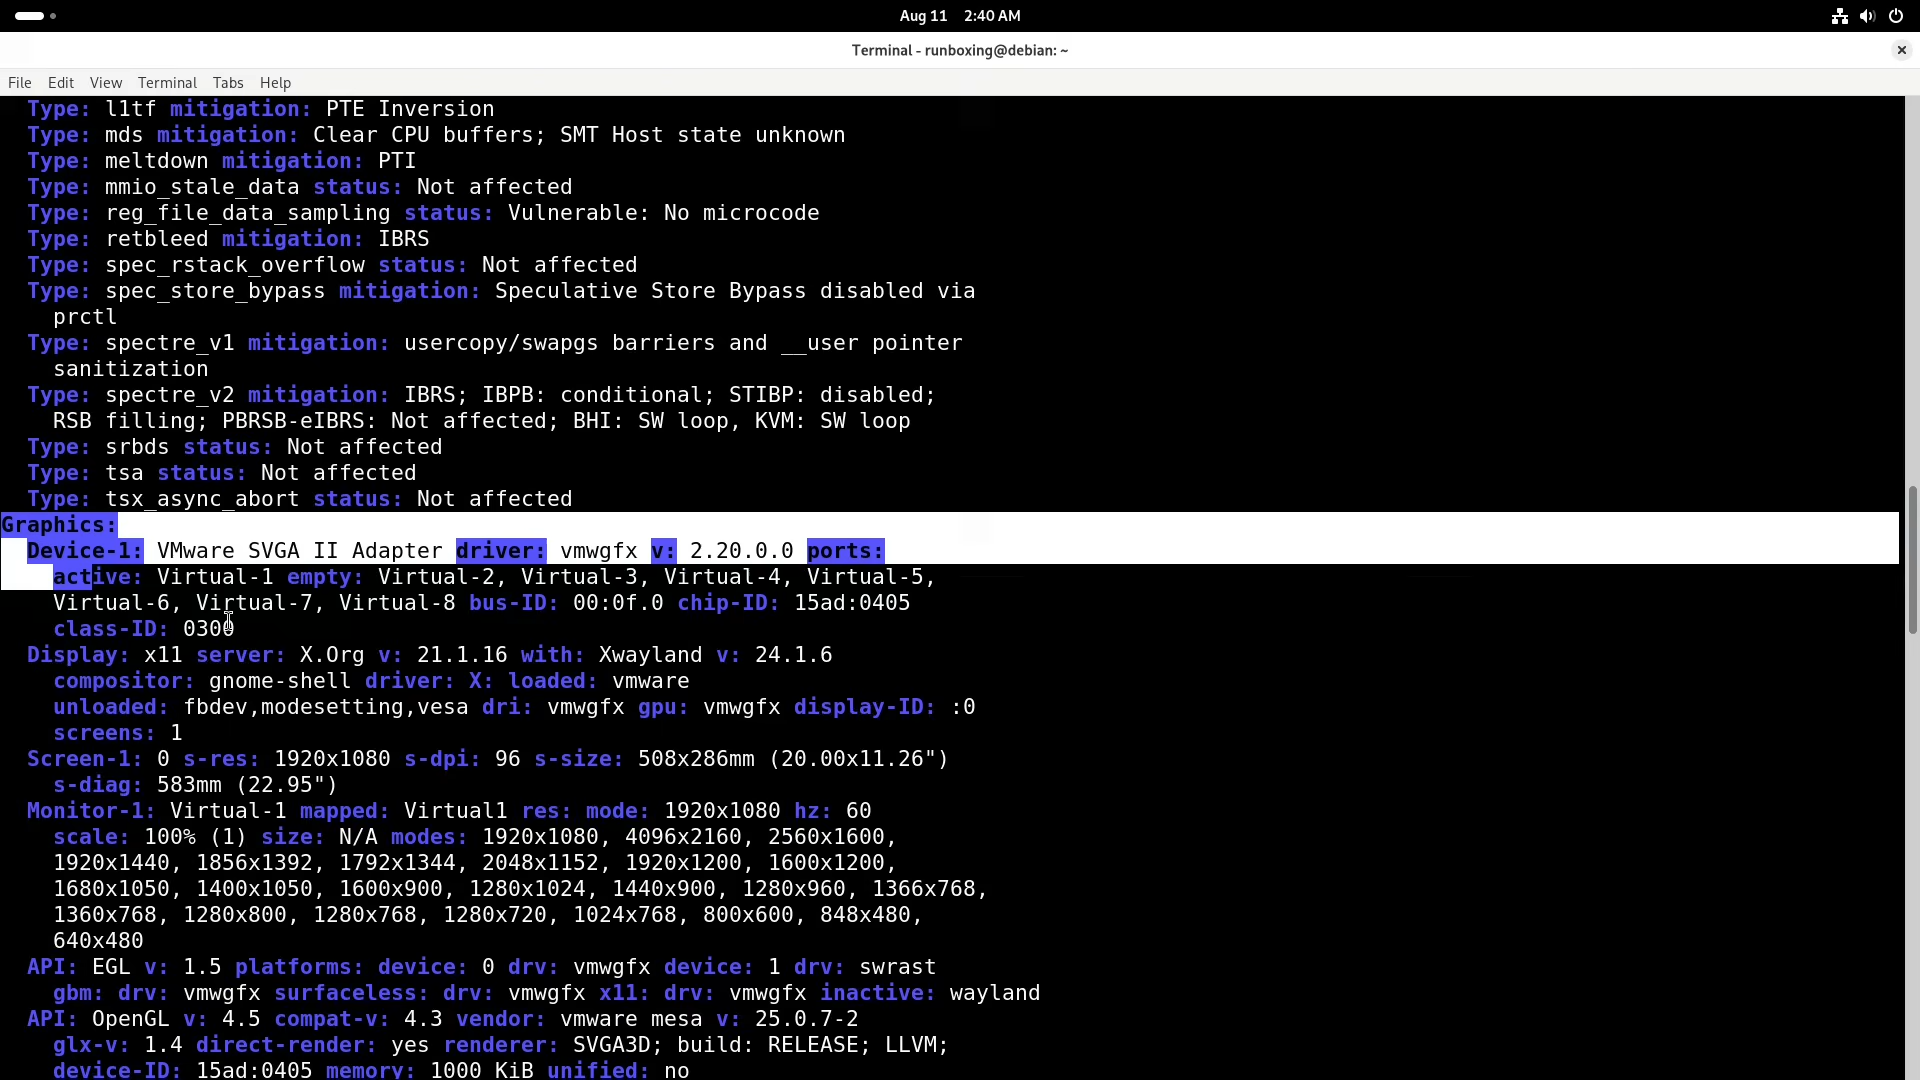 Aug 11 2:40 AM
Terminal - runboxing@debian: ~
File Edit View Terminal Tabs Help
Type: l1tf mitigation: PTE Inversion
Type: mds mitigation: Clear CPU buffers; SMT Host state unknown
Type: meltdown mitigation: PTI
Type: mmio_stale_data status: Not affected
Type: reg_file_data_sampling status: Vulnerable: No microcode
Type: retbleed mitigation: IBRS
Type: spec_rstack_overflow status: Not affected
Type: spec_store_bypass mitigation: Speculative Store Bypass disabled via
prctl
Type: spectre_v1 mitigation: usercopy/swapgs barriers and __user pointer
sanitization
Type: spectre_v2 mitigation: IBRS; IBPB: conditional; STIBP: disabled;
RSB filling; PBRSB-eIBRS: Not affected; BHI: SW loop, KVM: SW loop
Type: srbds status: Not affected
Type: tsa status: Not affected
Type: tsx_async_abort status: Not affected
Graphics:
Device-1: VMware SVGA II Adapter driver: vmwgfx v: 2.20.0.0 ports:
active: Virtual-1 empty: Virtual-2, Virtual-3, Virtual-4, Virtual-5,
Virtual-6, Virtual-7, Virtual-8 bus-ID: 00:0f.0 chip-ID: 15ad:0405
class-ID: 0300
Display: x11 server: X.Org v: 21.1.16 with: Xwayland v: 24.1.6
compositor: gnome-shell driver: X: loaded: vmware
unloaded: fbdev,modesetting,vesa dri: vmwgfx gpu: vmwgfx display-ID: :0
screens: 1
Screen-1: 0 s-res: 1920x1080 s-dpi: 96 s-size: 508x286mm (20.00x11.26")
s-diag: 583mm (22.95")
Monitor-1: Virtual-1 mapped: Virtual1 res: mode: 1920x1080 hz: 60
scale: 100% (1) size: N/A modes: 1920x1080, 4096x2160, 2560x1600,
1920x1440, 1856x1392, 1792x1344, 2048x1152, 1920x1200, 1600x1200,
1680x1050, 1400x1050, 1600x900, 1280x1024, 1440x900, 1280x960, 1366x768,
1360x768, 1280x800, 1280x768, 1280x720, 1024x768, 800x600, 848x480,
640x480
API: EGL v: 1.5 platforms: device: 0 drv: vmwgfx device: 1 drv: swrast
gbm: drv: vmwgfx surfaceless: drv: vmwgfx x11: drv: vmwgfx inactive: wayland
API: OpenGL v: 4.5 compat-v: 4.3 vendor: vmware mesa v: 25.0.7-2
glx-v: 1.4 direct-render: yes renderer: SVGA3D; build: RELEASE; LLVM;
device-ID: 15ad:0405 memory: 1000 KiB unified: no